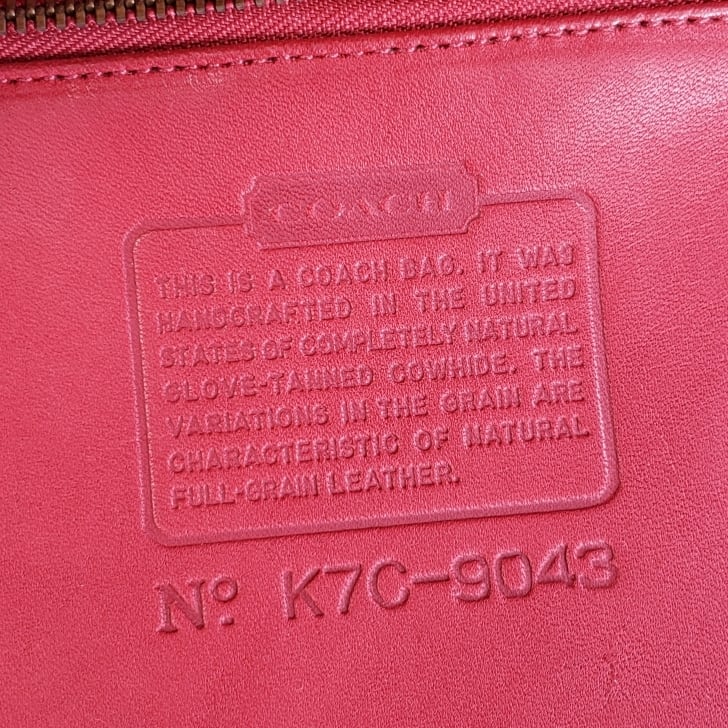 COACH
THIS IS A COACH BAG. IT WAS
HANDCRAFTED IN THE UNITED
STATES OF COMPLETELY NATURAL
GLOVE-TANNED COWHIDE. THE
VARIATIONS IN THE GRAIN ARE
CHARACTERISTIC OF NATURAL
FULL-GRAIN LEATHER.
Nº K7C-9043